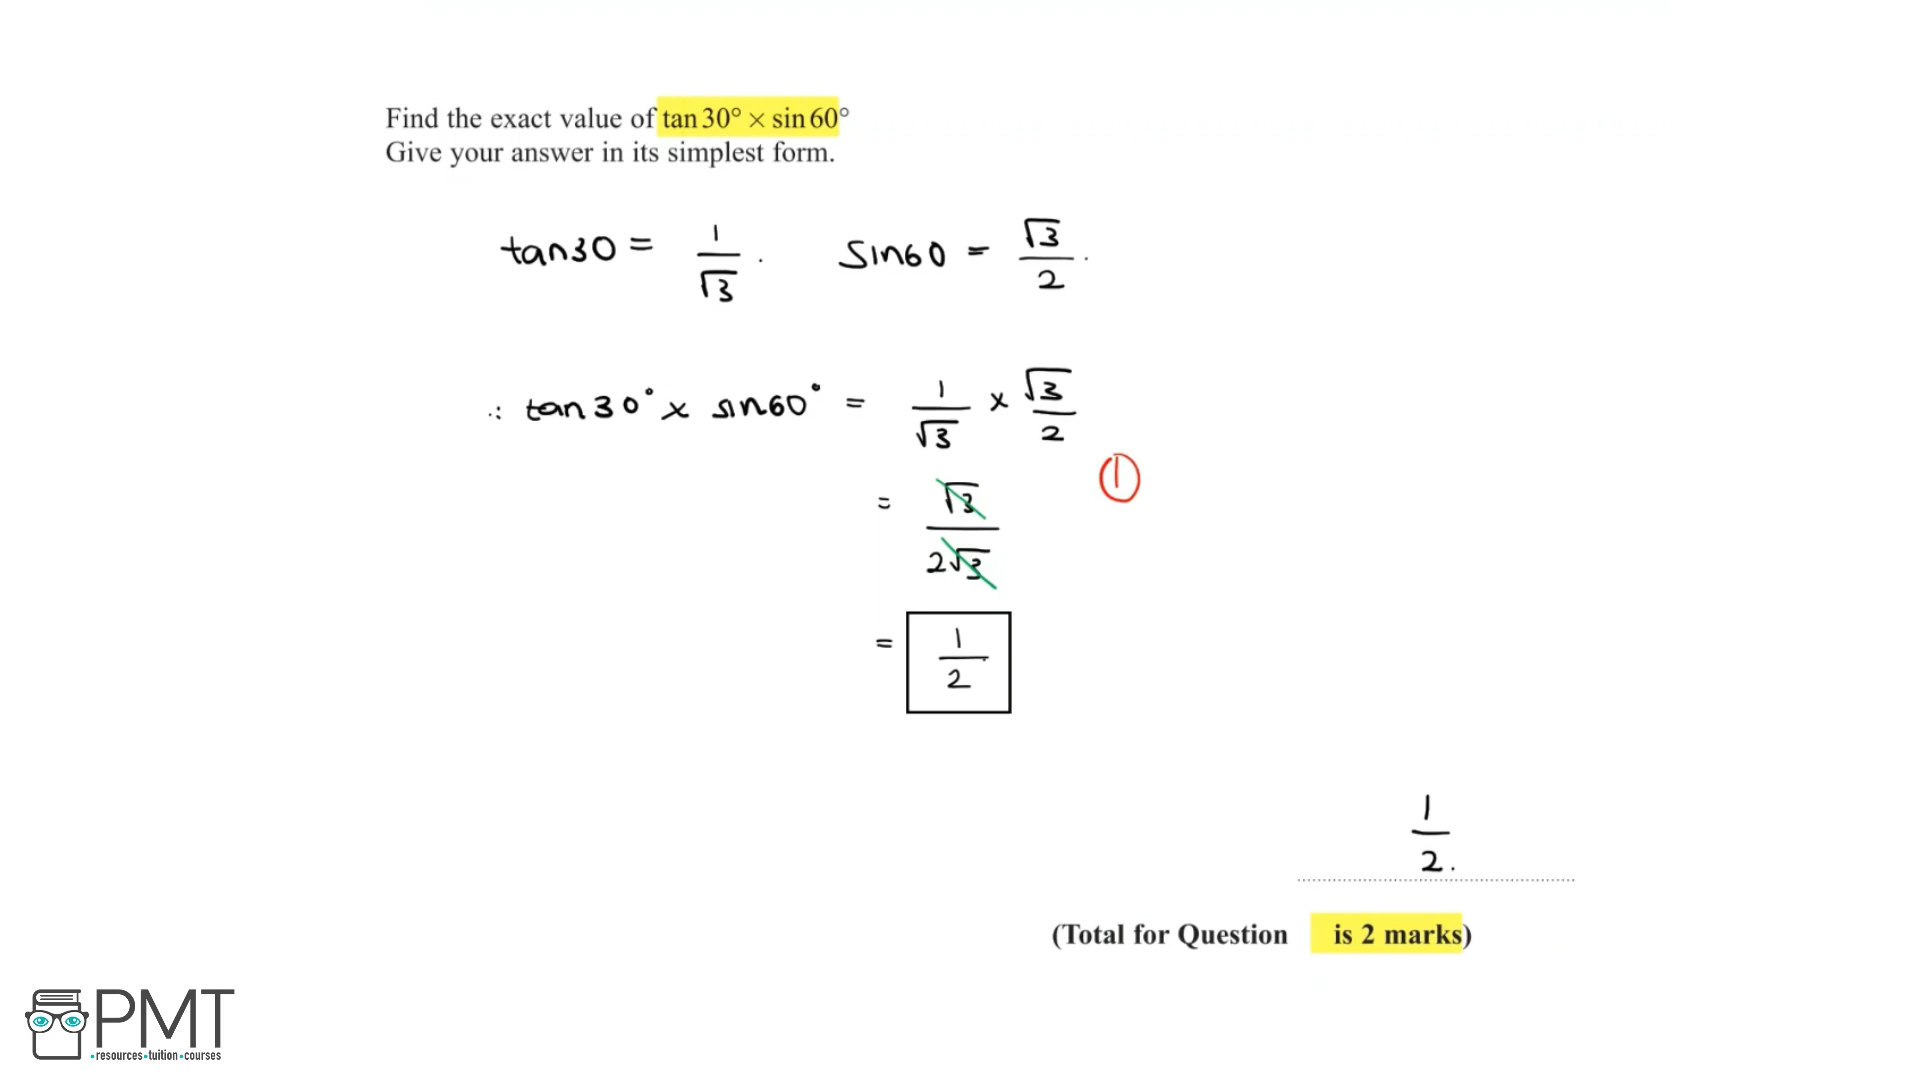 Find the exact value of tan 30° × sin 60°
Give your answer in its simplest form.
tan30 = 1/√3 . sin60 = √3/2 .
∴ tan30° × sin60° = 1/√3 × √3/2
①
= √3/2√3
= 1/2
1/2.
(Total for Question is 2 marks)
PMT
•resources•tuition•courses